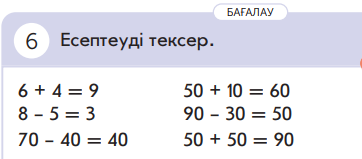 БАҒАЛАУ
6 Есептеуді тексер.
6 + 4 = 9 50 + 10 = 60
8 – 5 = 3 90 – 30 = 50
70 – 40 = 40 50 + 50 = 90